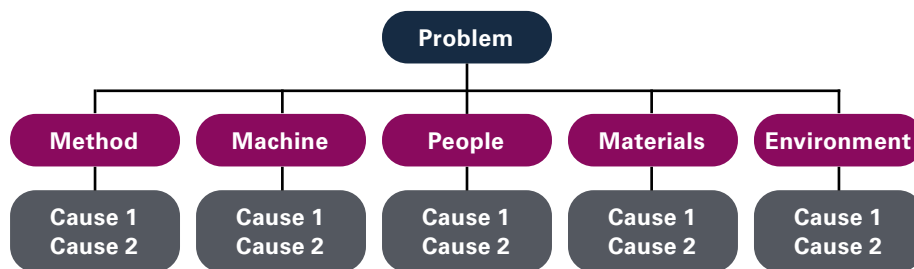 Problem
Method
Machine
People
Materials
Environment
Cause 1
Cause 2
Cause 1
Cause 2
Cause 1
Cause 2
Cause 1
Cause 2
Cause 1
Cause 2